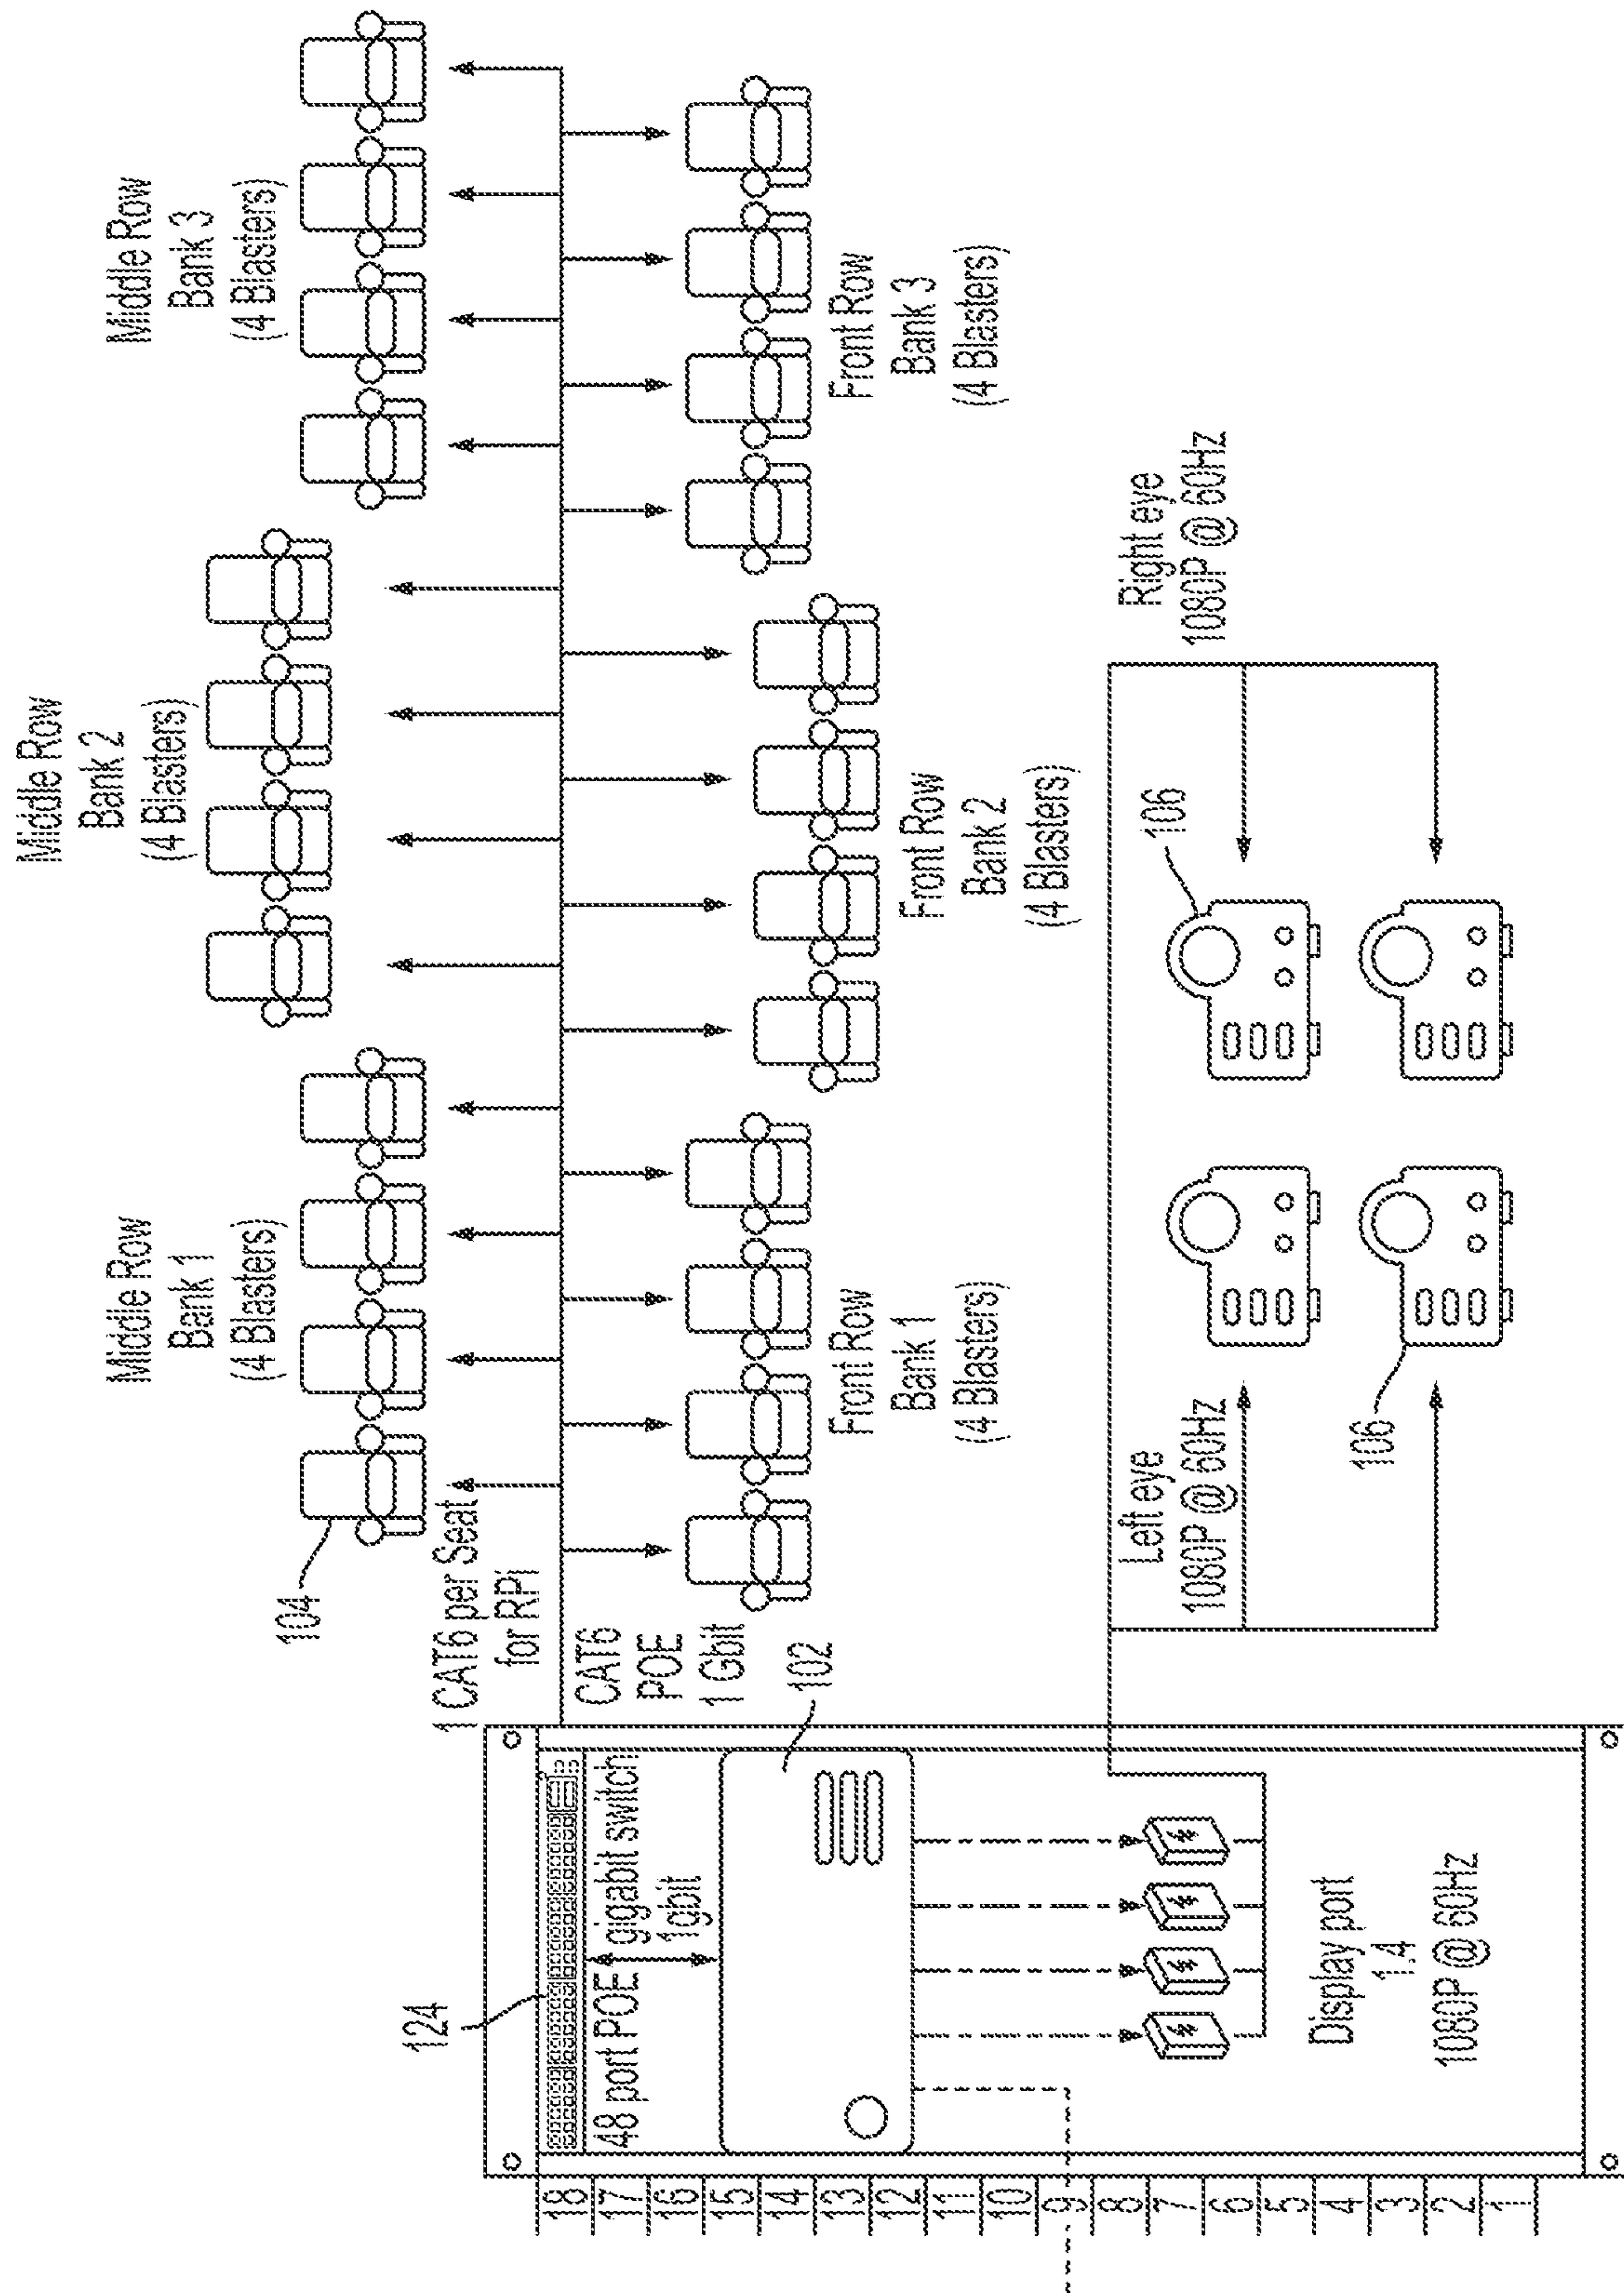 Middle Row
Bank 1
(4 Blasters)
Middle Row
Bank 2
(4 Blasters)
Middle Row
Bank 3
(4 Blasters)
104
1 CAT6 per Seat
for RPi
CAT6
POE
1 Gbit
102
Front Row
Bank 1
(4 Blasters)
Front Row
Bank 2
(4 Blasters)
Front Row
Bank 3
(4 Blasters)
124
48 port POE gigabit switch
1gbit
18
17
16
15
14
13
12
11
10
9
8
7
6
5
4
3
2
1
Display port
1.4
1080P @ 60Hz
Left eye
1080P @ 60Hz
Right eye
1080P @ 60Hz
106
106